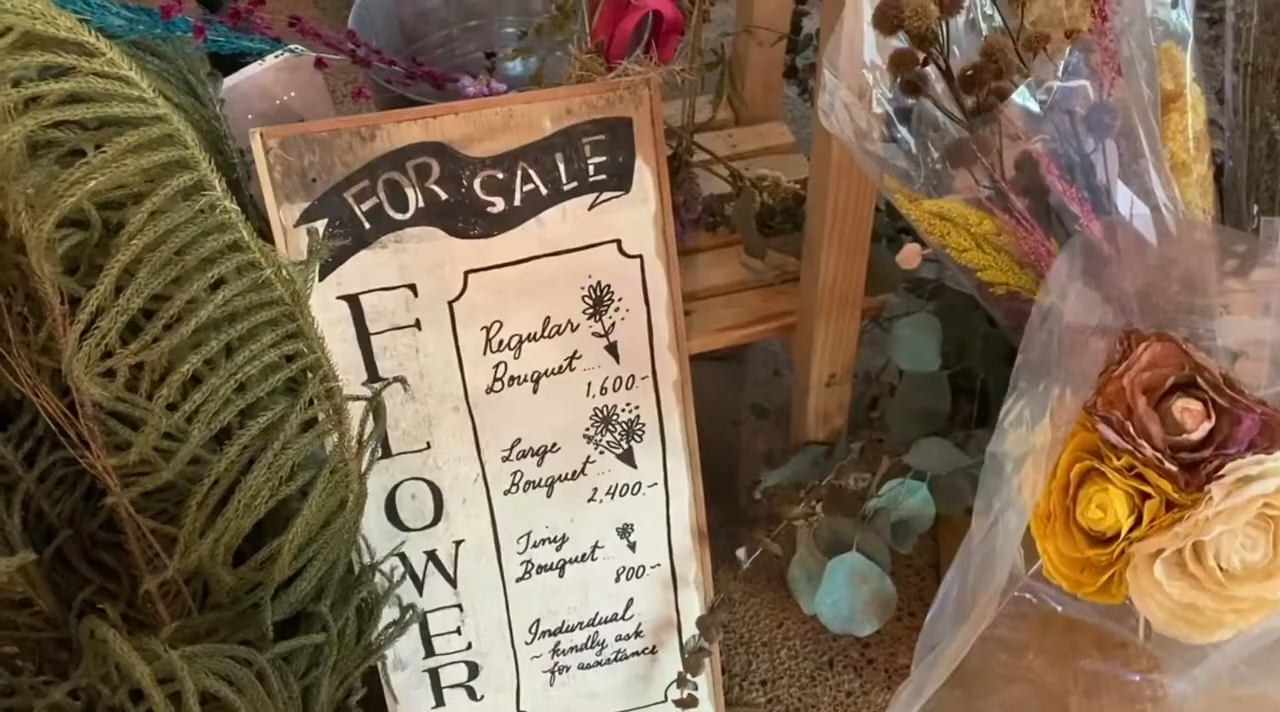 FOR SALE
FLOWER
Regular
Bouquet....
1,600.-
Large
Bouquet...
2,400.-
Tiny
Bouquet...
800.-
Indurdual
~ kindly ask
for assistance